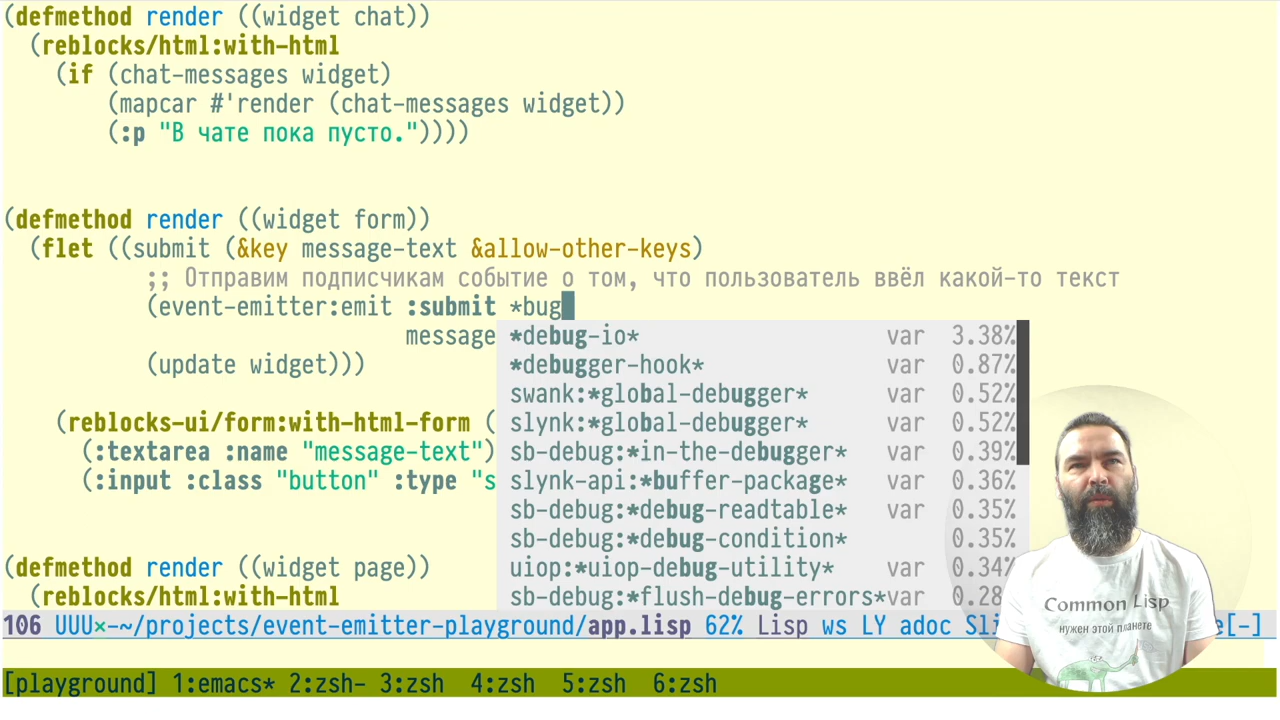 (defmethod render ((widget chat))
(reblocks/html:with-html
(if (chat-messages widget)
(mapcar #'render (chat-messages widget))
(:p "В чате пока пусто."))))
(defmethod render ((widget form))
(flet ((submit (&key message-text &allow-other-keys)
;; Отправим подписчикам событие о том, что пользователь ввёл какой-то текст
(event-emitter:emit :submit *bug
message
*debug-io* var 3.38%
*debugger-hook* var 0.87%
(update widget)))
swank:*global-debugger* var 0.52%
(reblocks-ui/form:with-html-form (
slynk:*global-debugger* var 0.52%
(:textarea :name "message-text")
sb-debug:*in-the-debugger* var 0.39%
(:input :class "button" :type "s
slynk-api:*buffer-package* var 0.36%
sb-debug:*debug-readtable* var 0.35%
sb-debug:*debug-condition* 0.35%
(defmethod render ((widget page))
uiop:*uiop-debug-utility* var 0.34%
(reblocks/html:with-html
sb-debug:*flush-debug-errors* var 0.28
106 UUU×-~/projects/event-emitter-playground/app.lisp 62% Lisp ws LY adoc Sli e[-]
Common Lisp
нужен этой планете
[playground] 1:emacs* 2:zsh- 3:zsh 4:zsh 5:zsh 6:zsh